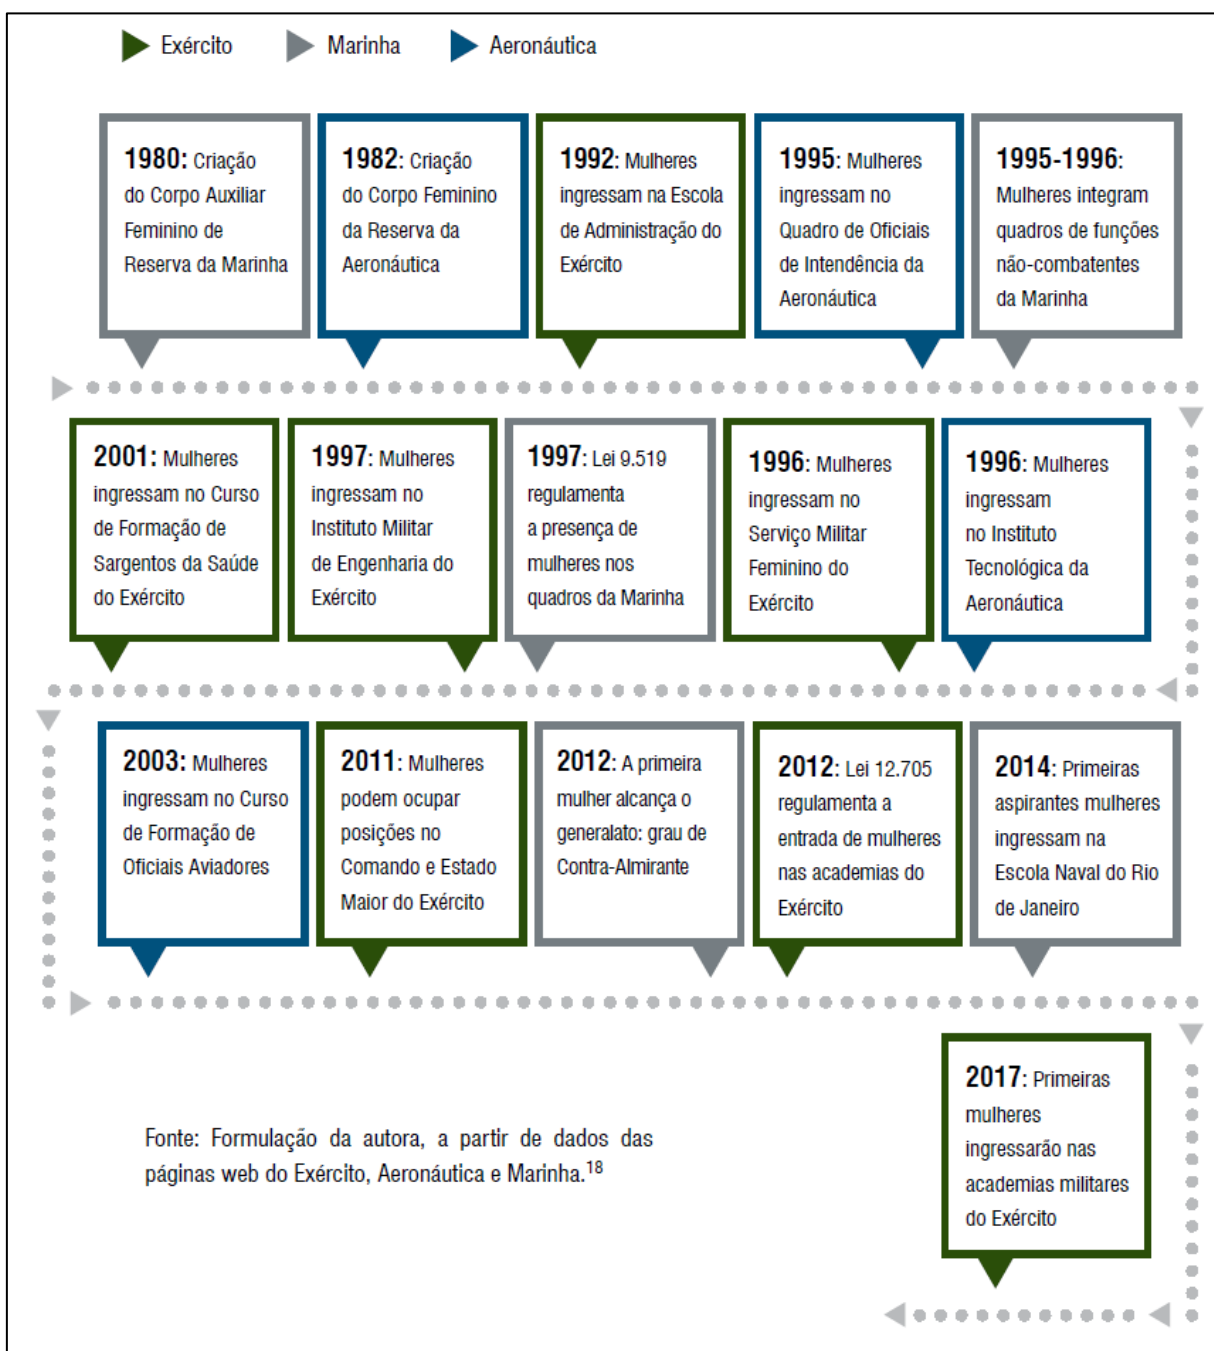 Exército
Marinha
Aeronáutica
1980: Criação
do Corpo Auxiliar
Feminino de
Reserva da Marinha
1982: Criação
do Corpo Feminino
da Reserva da
Aeronáutica
1992: Mulheres
ingressam na Escola
de Administração do
Exército
1995: Mulheres
ingressam no
Quadro de Oficiais
de Intendência da
Aeronáutica
1995-1996:
Mulheres integram
quadros de funções
não-combatentes
da Marinha
2001: Mulheres
ingressam no Curso
de Formação de
Sargentos da Saúde
do Exército
1997: Mulheres
ingressam no
Instituto Militar
de Engenharia do
Exército
1997: Lei 9.519
regulamenta
a presença de
mulheres nos
quadros da Marinha
1996: Mulheres
ingressam no
Serviço Militar
Feminino do
Exército
1996: Mulheres
ingressam
no Instituto
Tecnológica da
Aeronáutica
2003: Mulheres
ingressam no Curso
de Formação de
Oficiais Aviadores
2011: Mulheres
podem ocupar
posições no
Comando e Estado
Maior do Exército
2012: A primeira
mulher alcança o
generalato: grau de
Contra-Almirante
2012: Lei 12.705
regulamenta a
entrada de mulheres
nas academias do
Exército
2014: Primeiras
aspirantes mulheres
ingressam na
Escola Naval do Rio
de Janeiro
2017: Primeiras
mulheres
ingressarão nas
academias militares
do Exército
Fonte: Formulação da autora, a partir de dados das
páginas web do Exército, Aeronáutica e Marinha.18